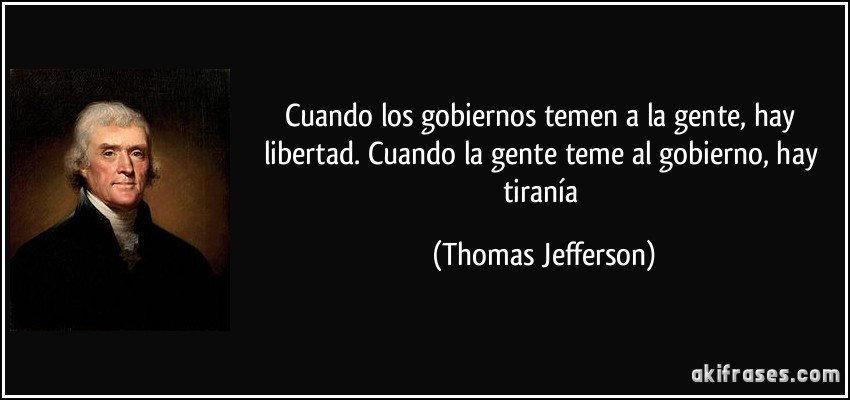 Cuando los gobiernos temen a la gente, hay
libertad. Cuando la gente teme al gobierno, hay
tiranía
(Thomas Jefferson)
akifrases.com